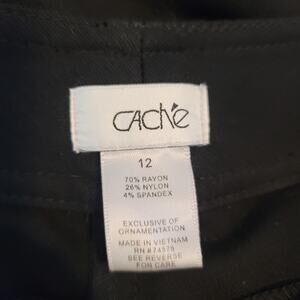 CACHÉ
12
70% RAYON
26% NYLON
4% SPANDEX
EXCLUSIVE OF
ORNAMENTATION
MADE IN VIETNAM
RN #74578
SEE REVERSE
FOR CARE